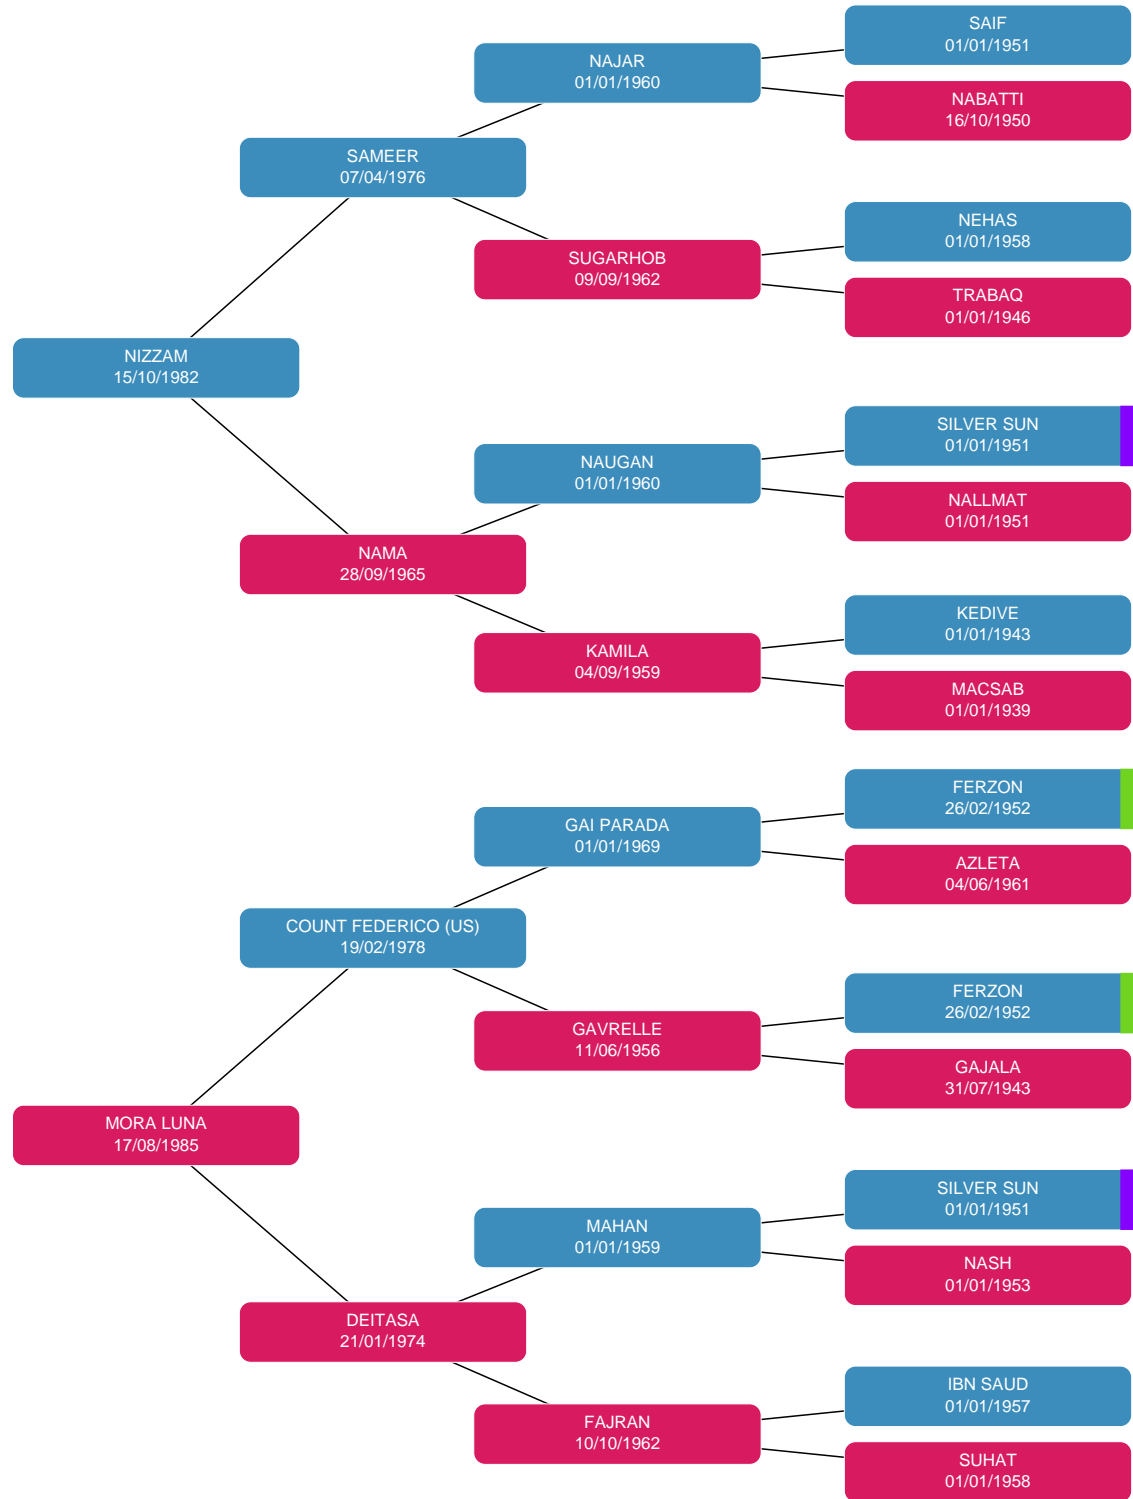 SAIF
01/01/1951
NAJAR
01/01/1960
NABATTI
16/10/1950
SAMEER
07/04/1976
NEHAS
01/01/1958
SUGARHOB
09/09/1962
TRABAQ
01/01/1946
NIZZAM
15/10/1982
SILVER SUN
01/01/1951
NAUGAN
01/01/1960
NALLMAT
01/01/1951
NAMA
28/09/1965
KEDIVE
01/01/1943
KAMILA
04/09/1959
MACSAB
01/01/1939
FERZON
26/02/1952
GAI PARADA
01/01/1969
AZLETA
04/06/1961
COUNT FEDERICO (US)
19/02/1978
FERZON
26/02/1952
GAVRELLE
11/06/1956
GAJALA
31/07/1943
MORA LUNA
17/08/1985
SILVER SUN
01/01/1951
MAHAN
01/01/1959
NASH
01/01/1953
DEITASA
21/01/1974
IBN SAUD
01/01/1957
FAJRAN
10/10/1962
SUHAT
01/01/1958